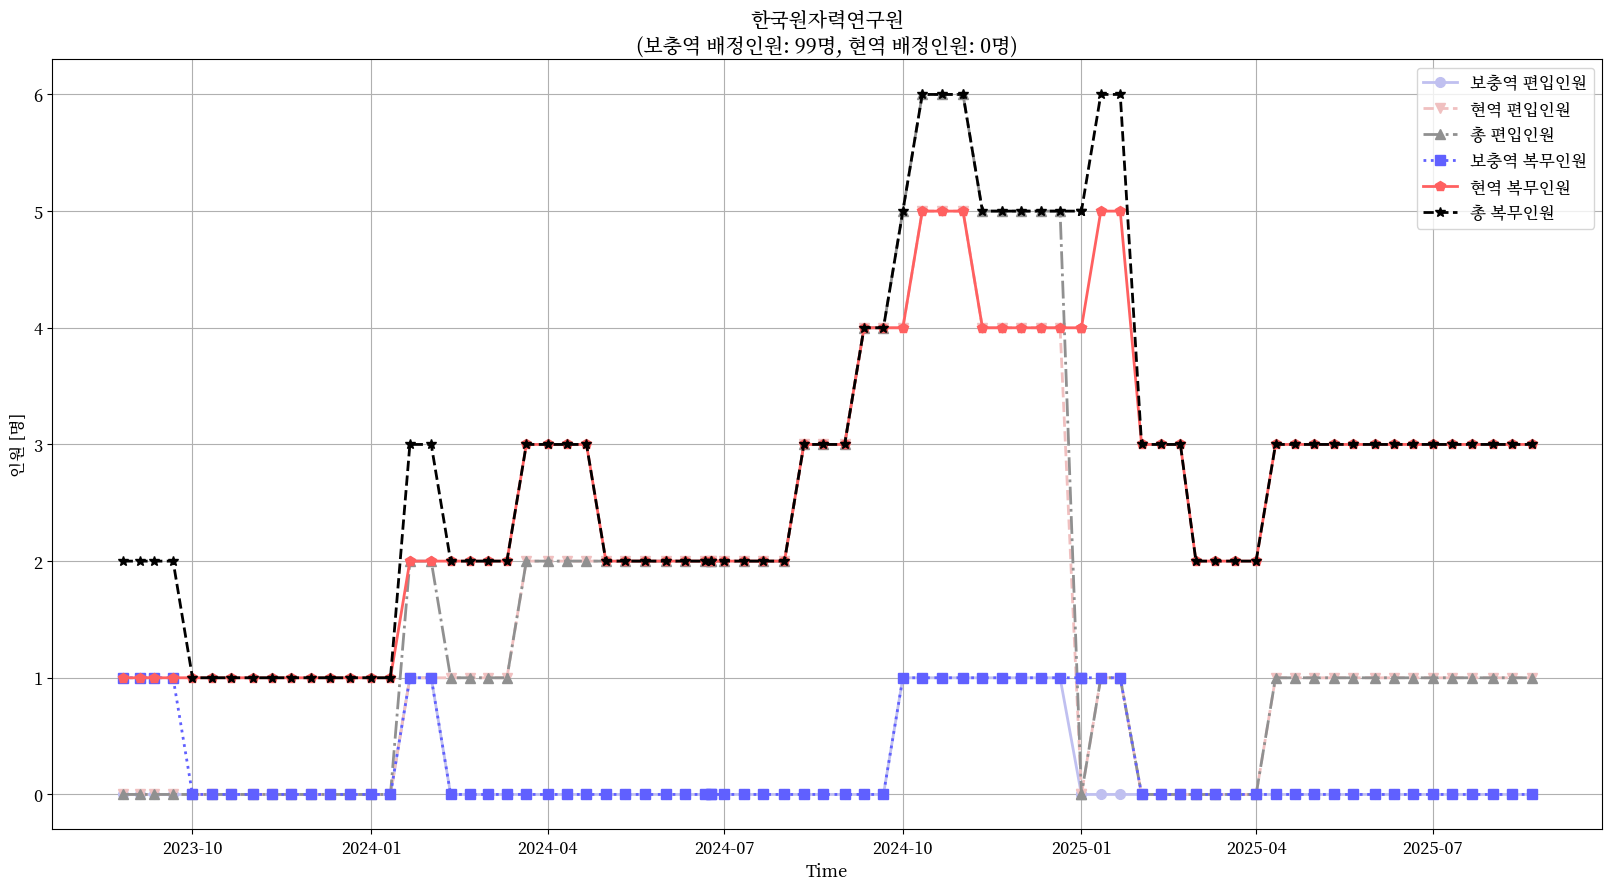 한국원자력연구원
(보충역 배정인원: 99명, 현역 배정인원: 0명)
보충역 편입인원
현역 편입인원
총 편입인원
보충역 복무인원
현역 복무인원
총 복무인원
인원 [명]
6
5
4
3
2
1
0
2023-10
2024-01
2024-04
2024-07
2024-10
2025-01
2025-04
2025-07
Time